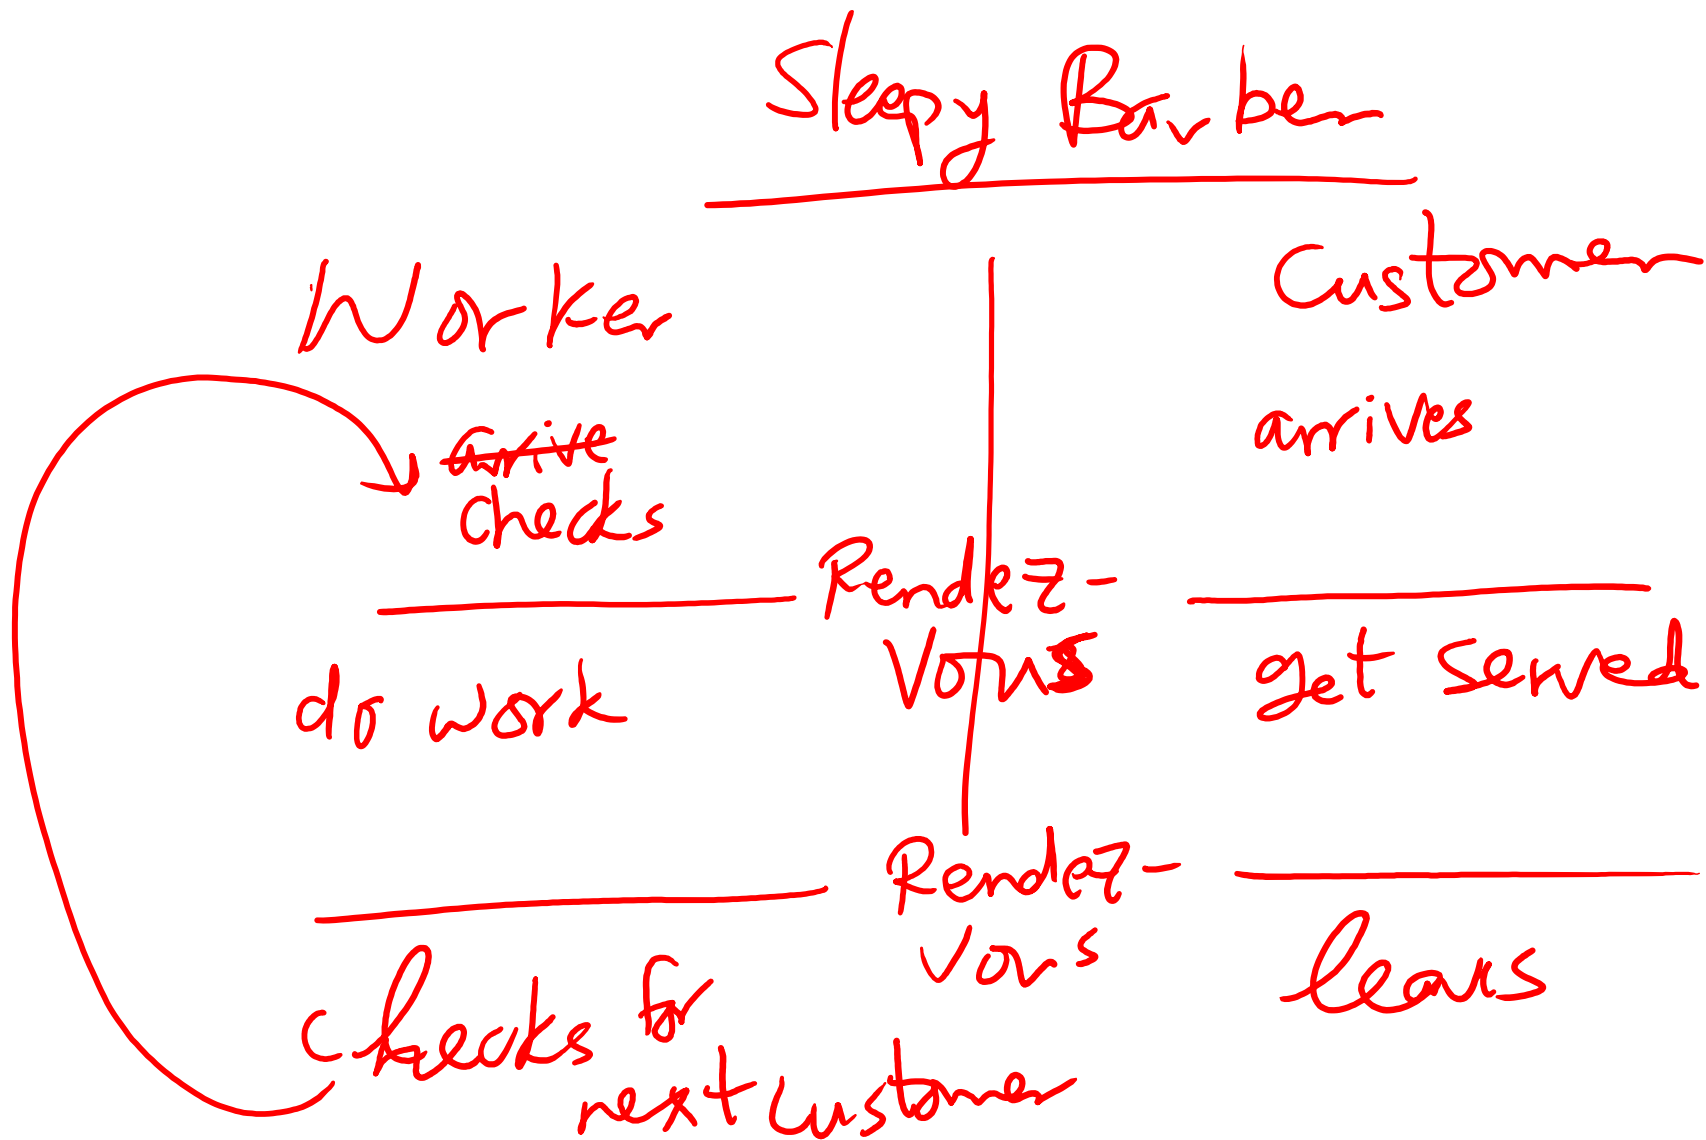 Sleepy Barber
Worker
Customer
arrive
arrives
checks
Rendez-
vous
do work
get served
Rendez-
vous
leaves
checks for
next customer